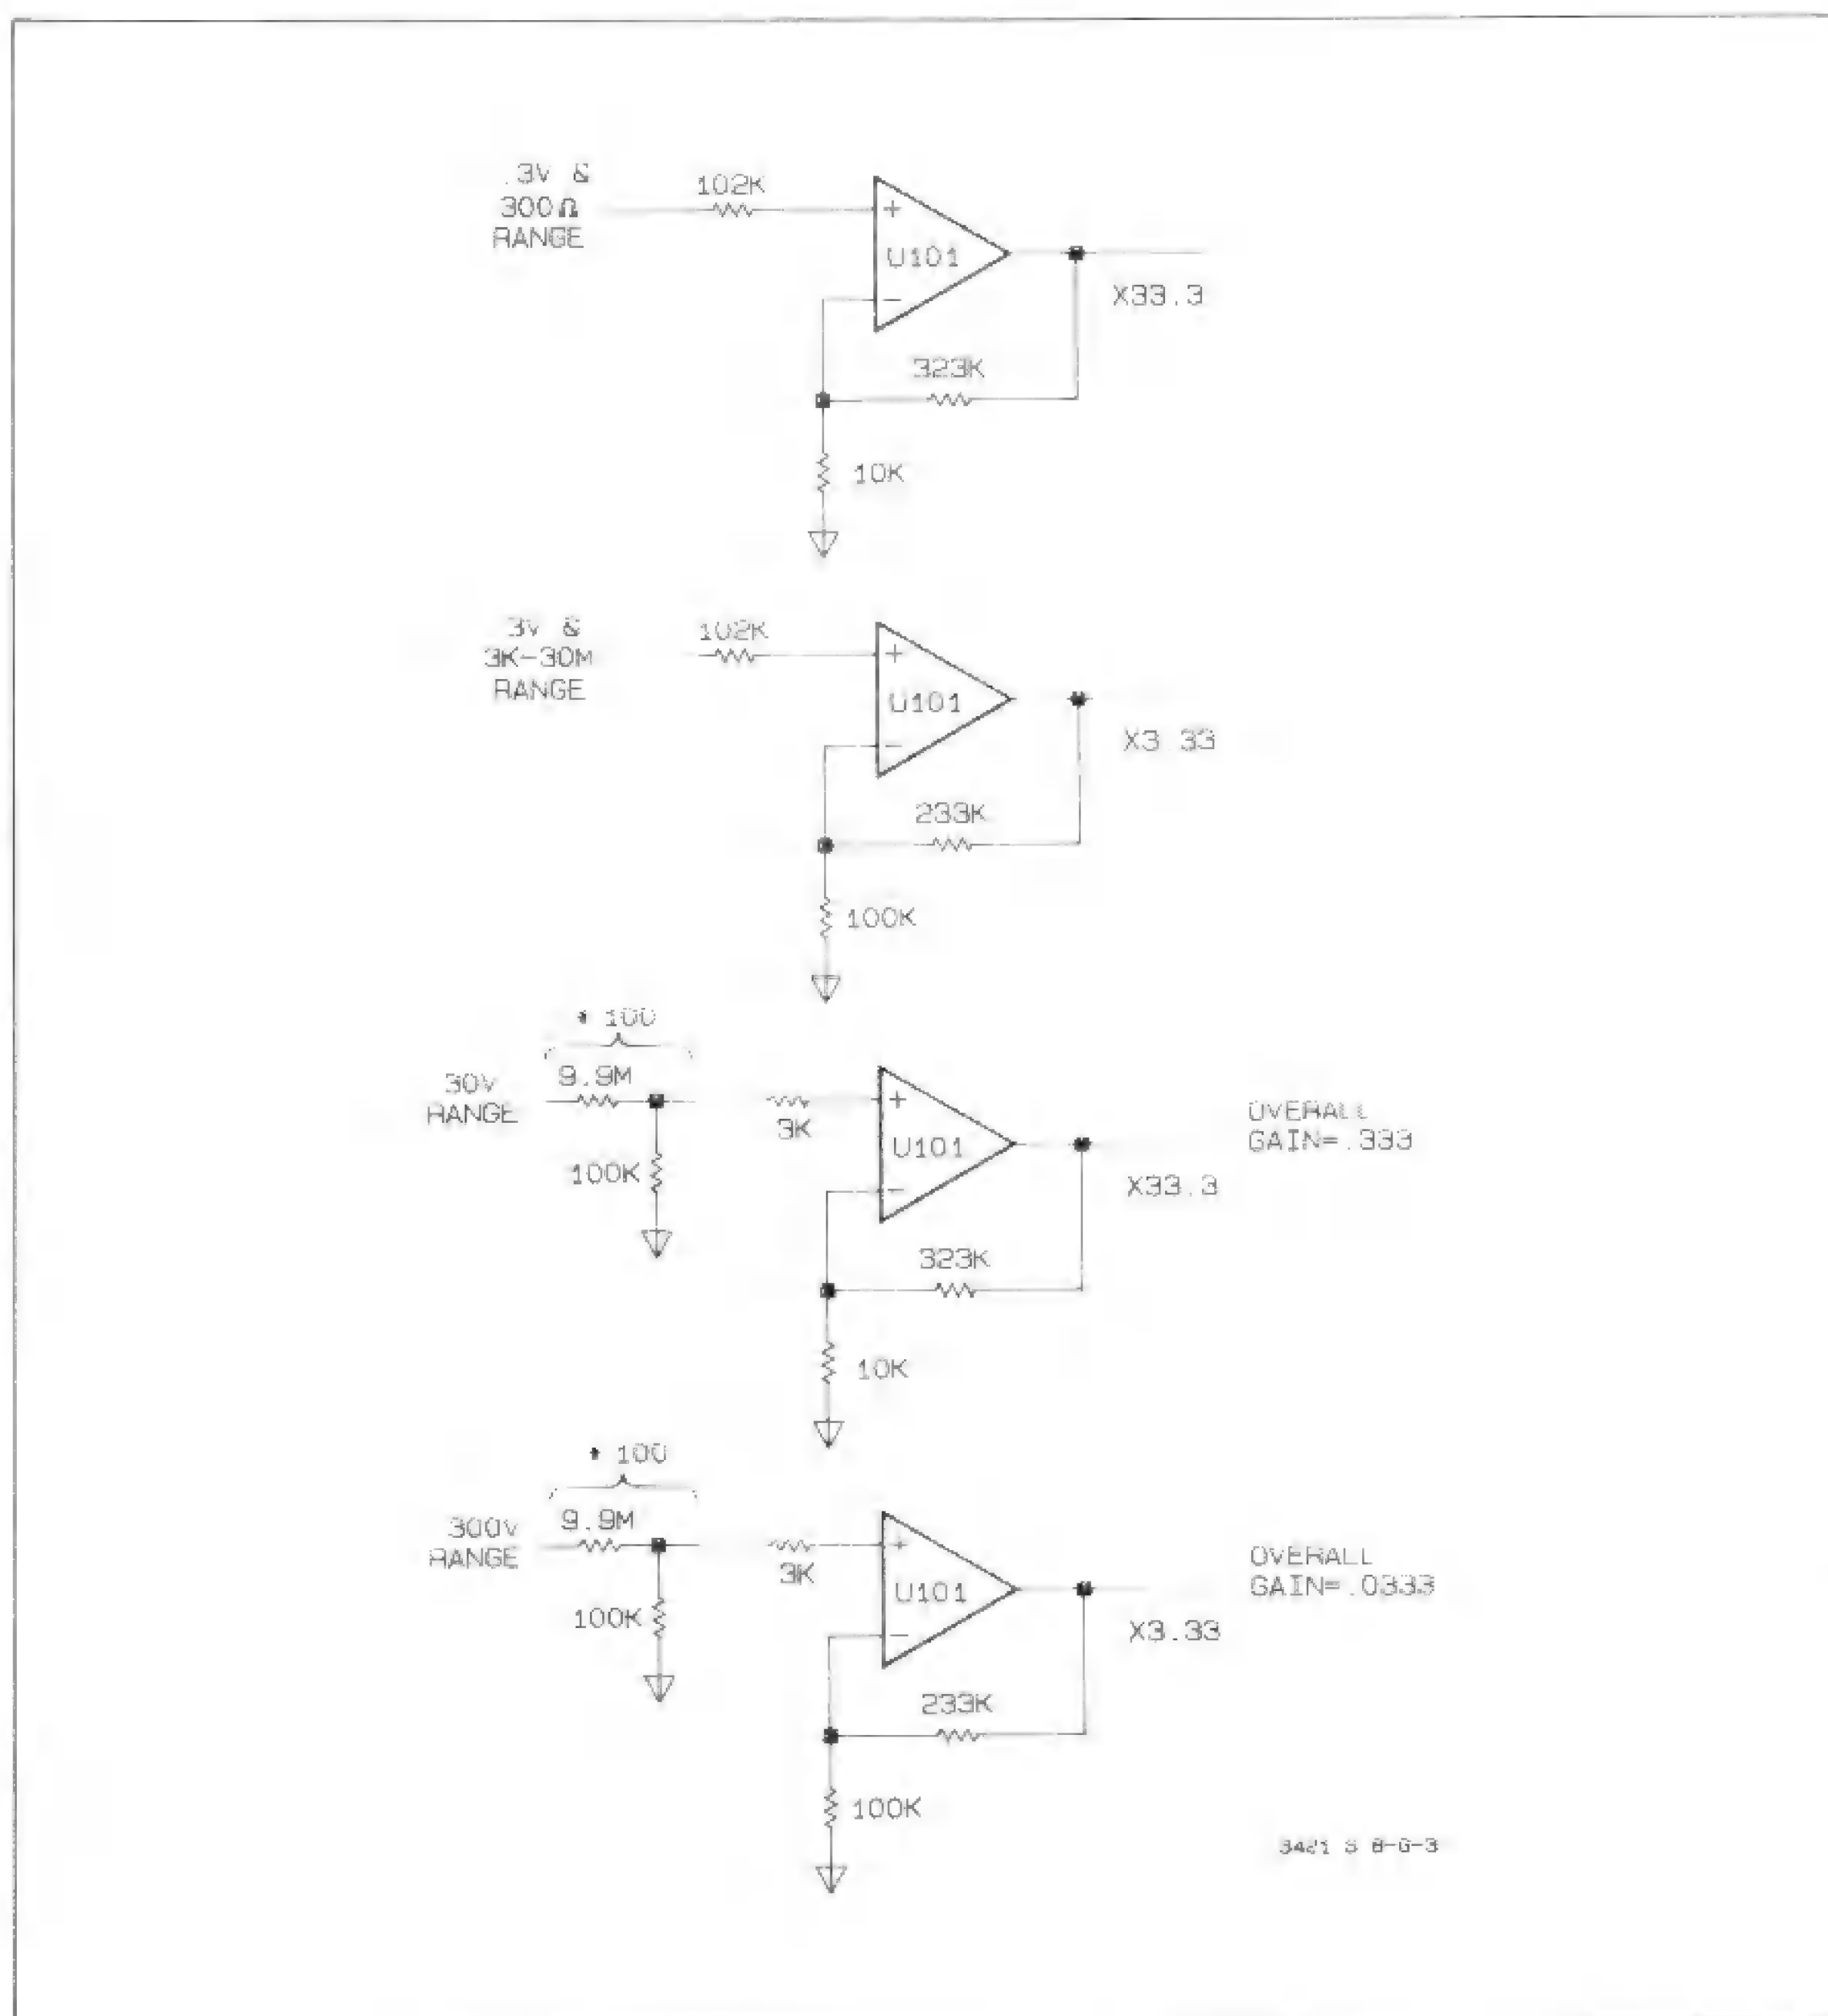 .3V &
300Ω
RANGE
102K
+
U101
-
X33.3
323K
10K
3V &
3K-30M
RANGE
102K
+
U101
-
X3 33
233K
100K
100
30V
RANGE
9.9M
100K
3K
+
U101
-
X33.3
OVERALL
GAIN=.333
323K
10K
100
300V
RANGE
9.9M
100K
3K
+
U101
-
X3.33
OVERALL
GAIN=.0333
233K
100K
3421 S 8-G-3